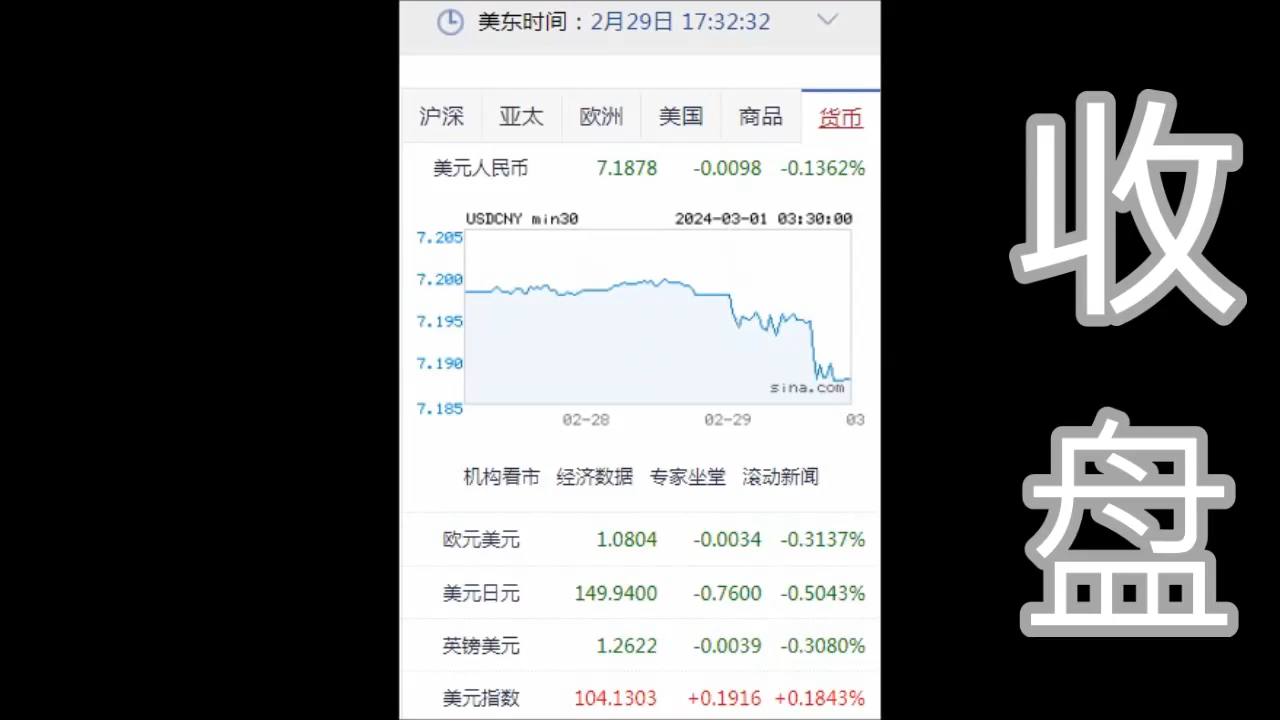 美东时间：2月29日 17:32:32
沪深 亚太 欧洲 美国 商品 货币
美元人民币 7.1878 -0.0098 -0.1362%
USDCNY min30 2024-03-01 03:30:00
7.205
7.200
7.195
7.190
7.185
sina.com
02-28 02-29 03
机构看市 经济数据 专家坐堂 滚动新闻
欧元美元 1.0804 -0.0034 -0.3137%
美元日元 149.9400 -0.7600 -0.5043%
英镑美元 1.2622 -0.0039 -0.3080%
美元指数 104.1303 +0.1916 +0.1843%
收
盘